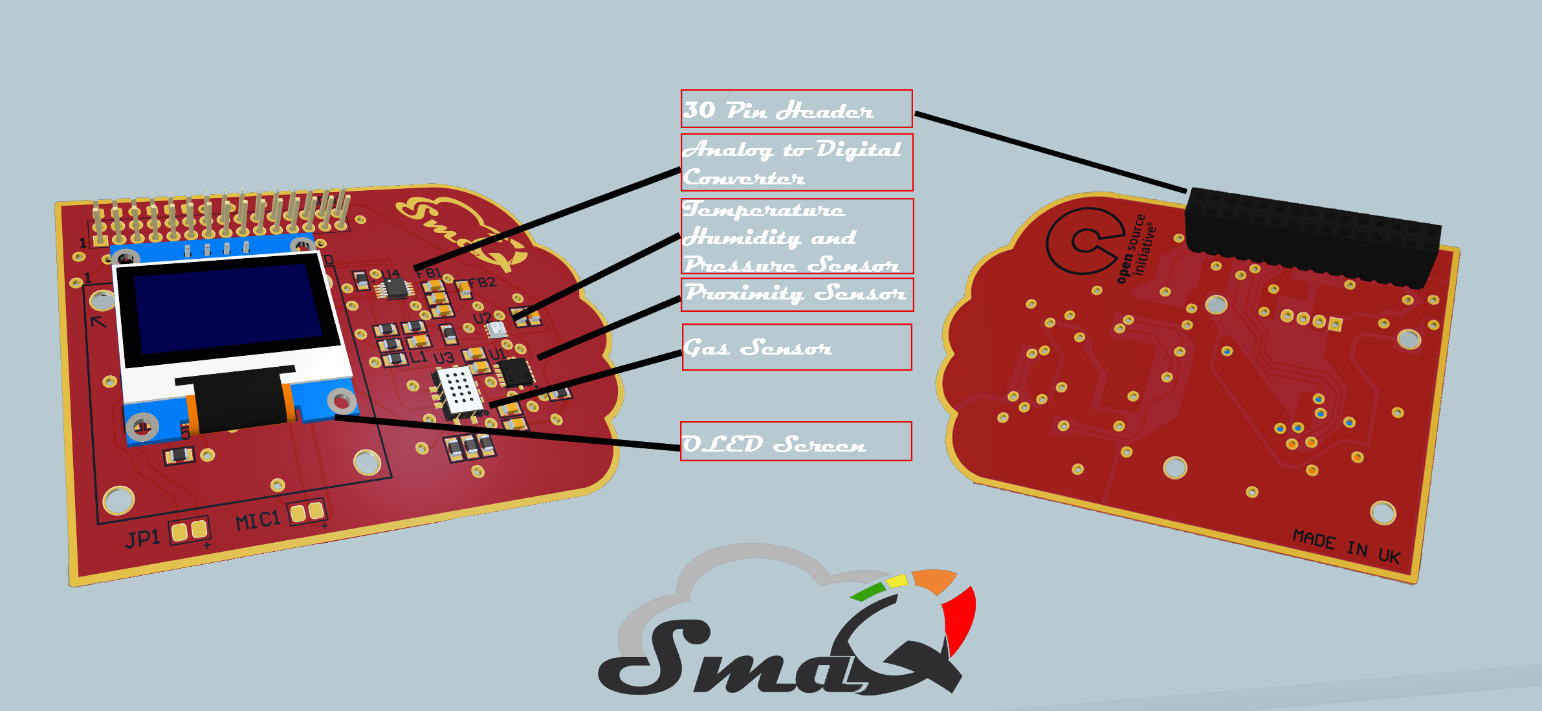 30 Pin Header
Analog to Digital
Converter
Temperature
Humidity and
Pressure Sensor
Proximity Sensor
Gas Sensor
OLED Screen
SmaQ
1
1
U4
FB1
FB2
U2
L1
U3
U1
JP1
+
MIC1
+
open source
initiative®
MADE IN UK
SmaQ